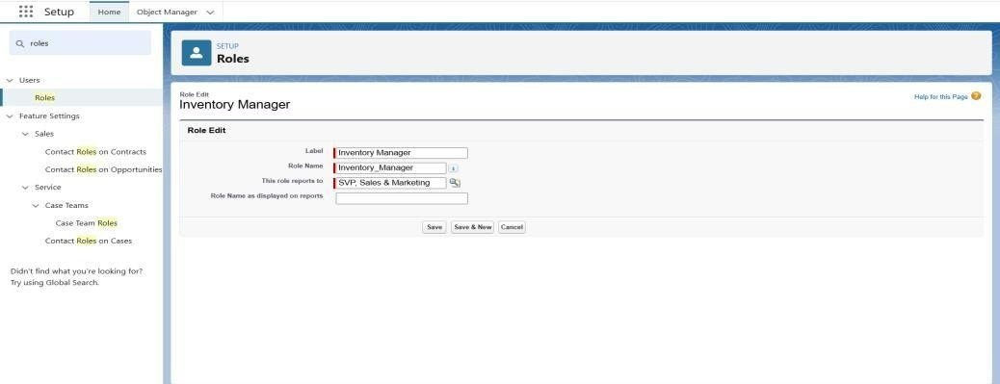 Setup Home Object Manager
roles
Users
Roles
Feature Settings
Sales
Contact Roles on Contracts
Contact Roles on Opportunities
Service
Case Teams
Case Team Roles
Contact Roles on Cases
Didn't find what you're looking for?
Try using Global Search.
SETUP
Roles
Role Edit
Inventory Manager
Help for this Page ?
Role Edit
Label Inventory Manager
Role Name Inventory_Manager i
This role reports to SVP, Sales & Marketing
Role Name as displayed on reports
Save Save & New Cancel